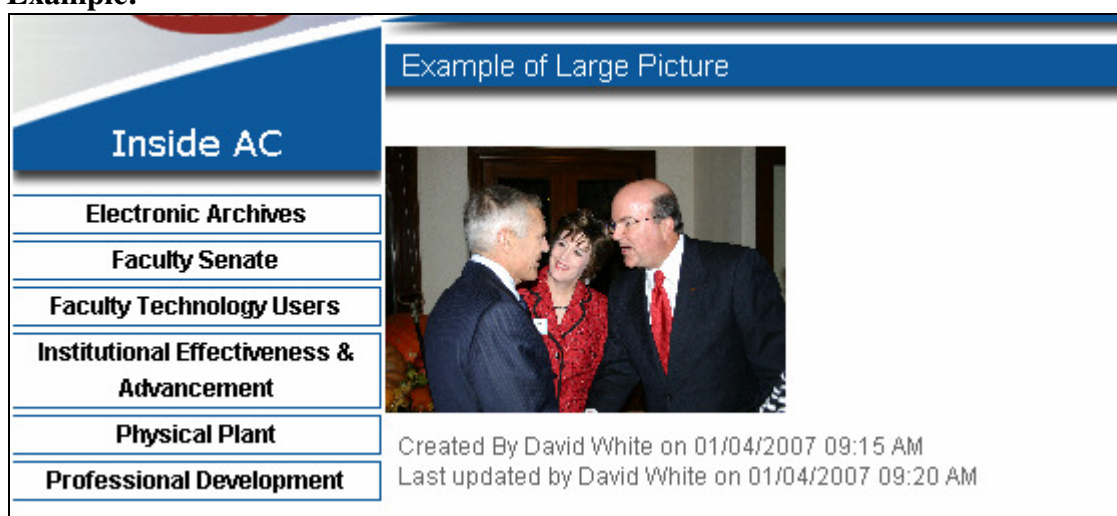 Example:
Example of Large Picture
Inside AC
Electronic Archives
Faculty Senate
Faculty Technology Users
Institutional Effectiveness &
Advancement
Physical Plant
Professional Development
Created By David White on 01/04/2007 09:15 AM
Last updated by David White on 01/04/2007 09:20 AM